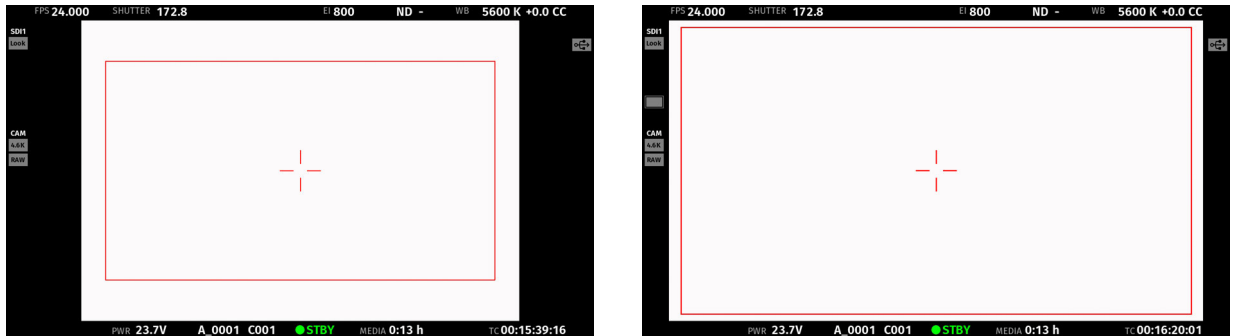 FPS 24.000 SHUTTER 172.8 EI 800 ND - WB 5600 K +0.0 CC
SDI1
Look
CAM
4.6K
RAW
PWR 23.7V A_0001 C001 STBY MEDIA 0:13 h TC 00:15:39:16
FPS 24.000 SHUTTER 172.8 EI 800 ND - WB 5600 K +0.0 CC
SDI1
Look
CAM
4.6K
RAW
PWR 23.7V A_0001 C001 STBY MEDIA 0:13 h TC 00:16:20:01